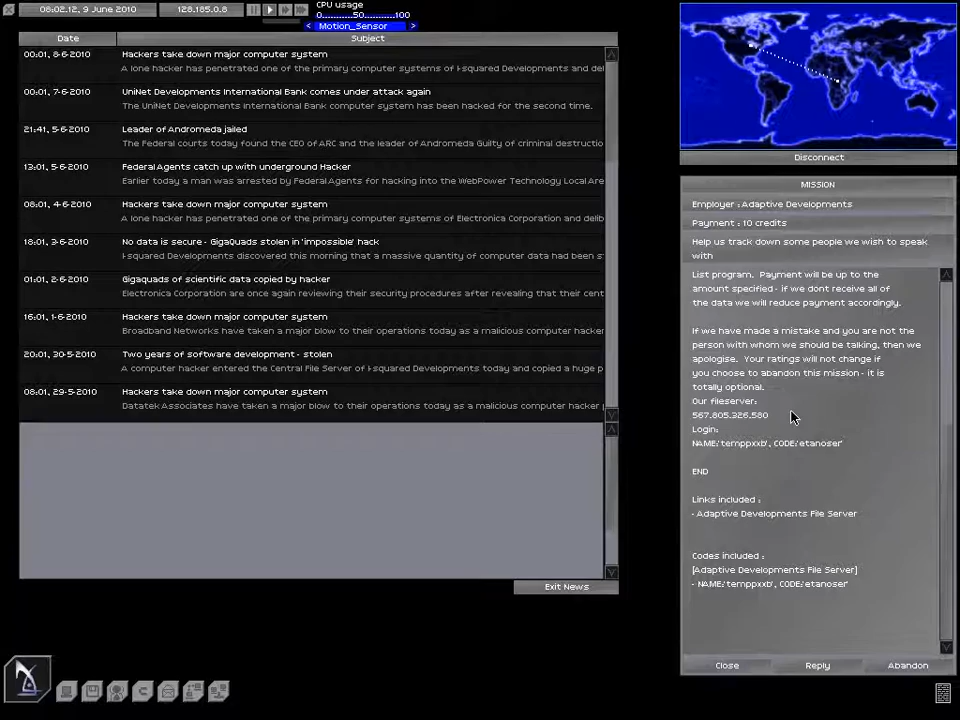 06:02.12, 9 June 2010
128.185.0.8
CPU usage
0..........50..........100
< Motion_Sensor >
Date
Subject
00:01, 8-6-2010
Hackers take down major computer system
A lone hacker has penetrated one of the primary computer systems of I-squared Developments and del
00:01, 7-6-2010
UniNet Developments International Bank comes under attack again
The UniNet Developments International Bank computer system has been hacked for the second time.
21:41, 5-6-2010
Leader of Andromeda jailed
The Federal courts today found the CEO of ARC and the leader of Andromeda Guilty of criminal destructio
13:01, 5-6-2010
Federal Agents catch up with underground Hacker
Earlier today a man was arrested by Federal Agents for hacking into the WebPower Technology Local Are
08:01, 4-6-2010
Hackers take down major computer system
A lone hacker has penetrated one of the primary computer systems of Electronica Corporation and delib
18:01, 3-6-2010
No data is secure - GigaQuads stolen in 'impossible' hack
I-squared Developments discovered this morning that a massive quantity of computer data had been s
01:01, 2-6-2010
Gigaquads of scientific data copied by hacker
Electronica Corporation are once again reviewing their security procedures after revealing that their cent
16:01, 1-6-2010
Hackers take down major computer system
Broadband Networks have taken a major blow to their operations today as a malicious computer hacker
20:01, 30-5-2010
Two years of software development - stolen
A computer hacker entered the Central File Server of I-squared Developments today and copied a huge p
08:01, 29-5-2010
Hackers take down major computer system
Datatek Associates have taken a major blow to their operations today as a malicious computer hacker p
Exit News
Disconnect
MISSION
Employer : Adaptive Developments
Payment : 10 credits
Help us track down some people we wish to speak
with
List program. Payment will be up to the
amount specified - if we dont receive all of
the data we will reduce payment accordingly.
If we have made a mistake and you are not the
person with whom we should be talking, then we
apologise. Your ratings will not change if
you choose to abandon this mission - it is
totally optional.
Our fileserver:
567.805.326.580
Login:
NAME:'temppxxb', CODE:'etanoser'
END
Links included :
- Adaptive Developments File Server
Codes included :
[Adaptive Developments File Server]
- NAME:'temppxxb', CODE:'etanoser'
Close
Reply
Abandon